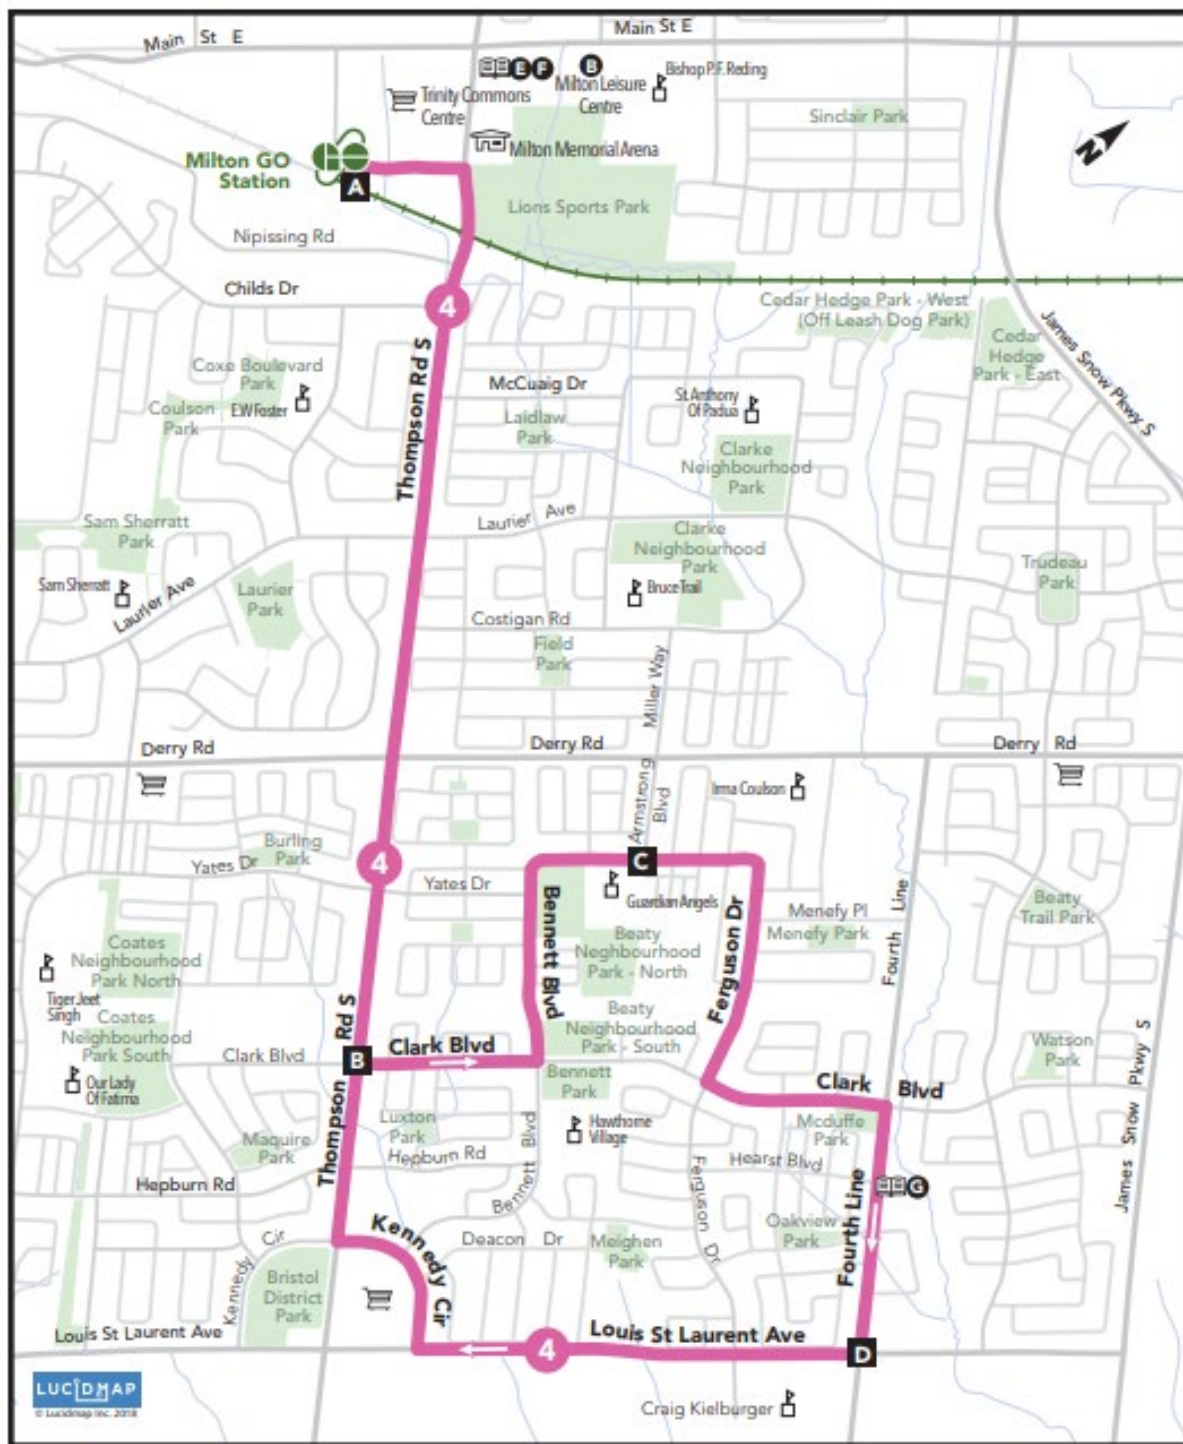 Main St E
Main St E
E F
B
Milton Leisure
Centre
Bishop P.F. Reding
Trinity Commons
Centre
Sinclair Park
N
Milton Memorial Arena
Milton GO
Station
A
Lions Sports Park
Nipissing Rd
Childs Dr
4
Cedar Hedge Park - West
(Off Leash Dog Park)
Cedar
Hedge
Park - East
James Snow Pkwy S
Thompson Rd S
Coxe Boulevard
Park
E.W Foster
Coulson
Park
McCuaig Dr
Laidlaw
Park
St. Anthony
Of Padua
Clarke
Neighbourhood
Park
Laurier Ave
Sam Sherratt
Park
Clarke
Neighbourhood
Park
Trudeau
Park
Sam Sherratt
Laurier Ave
Laurier
Park
Bruce Trail
Costigan Rd
Field
Park
Miller Way
Derry Rd
Derry Rd
Derry Rd
Armstrong
Blvd
Irma Coulson
Burling
Park
Yates Dr
4
Yates Dr
C
Guardian Angels
Bennett Blvd
Ferguson Dr
Menefy Pl
Menefy Park
Fourth Line
Beaty
Trail Park
Coates
Neighbourhood
Park North
Beaty
Neghbourhood
Park - North
Tiger Jeet
Singh
Coates
Neighbourhood
Park South
Beaty
Neighbourhood
Park - South
Watson
Park
James Snow Pkwy S
Clark Blvd
Thompson Rd S
B
Clark Blvd
Our Lady
Of Fatima
Bennett
Park
Clark Blvd
Luxton
Park
Hawthorne
Village
Mcduffe
Park
Maquire
Park
Hepburn Rd
Bennett Blvd
Hearst Blvd
Hepburn Rd
Ferguson Dr
G
Fourth Line
Kennedy Cir
Kennedy Cir
Deacon Dr
Meighen
Park
Oakview
Park
Bristol
District
Park
Louis St Laurent Ave
4
Louis St Laurent Ave
D
LUCIDMAP
© Lucidmap Inc. 2018
Craig Kielburger